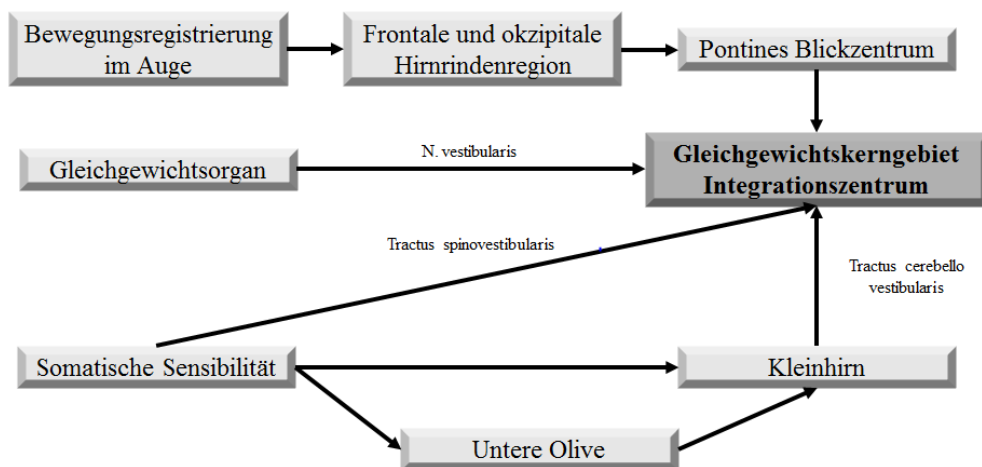 Bewegungsregistrierung
im Auge
Frontale und okzipitale
Hirnrindenregion
Pontines Blickzentrum
Gleichgewichtsorgan
N. vestibularis
Gleichgewichtskerngebiet
Integrationszentrum
Tractus spinovestibularis
Tractus cerebello
vestibularis
Somatische Sensibilität
Kleinhirn
Untere Olive